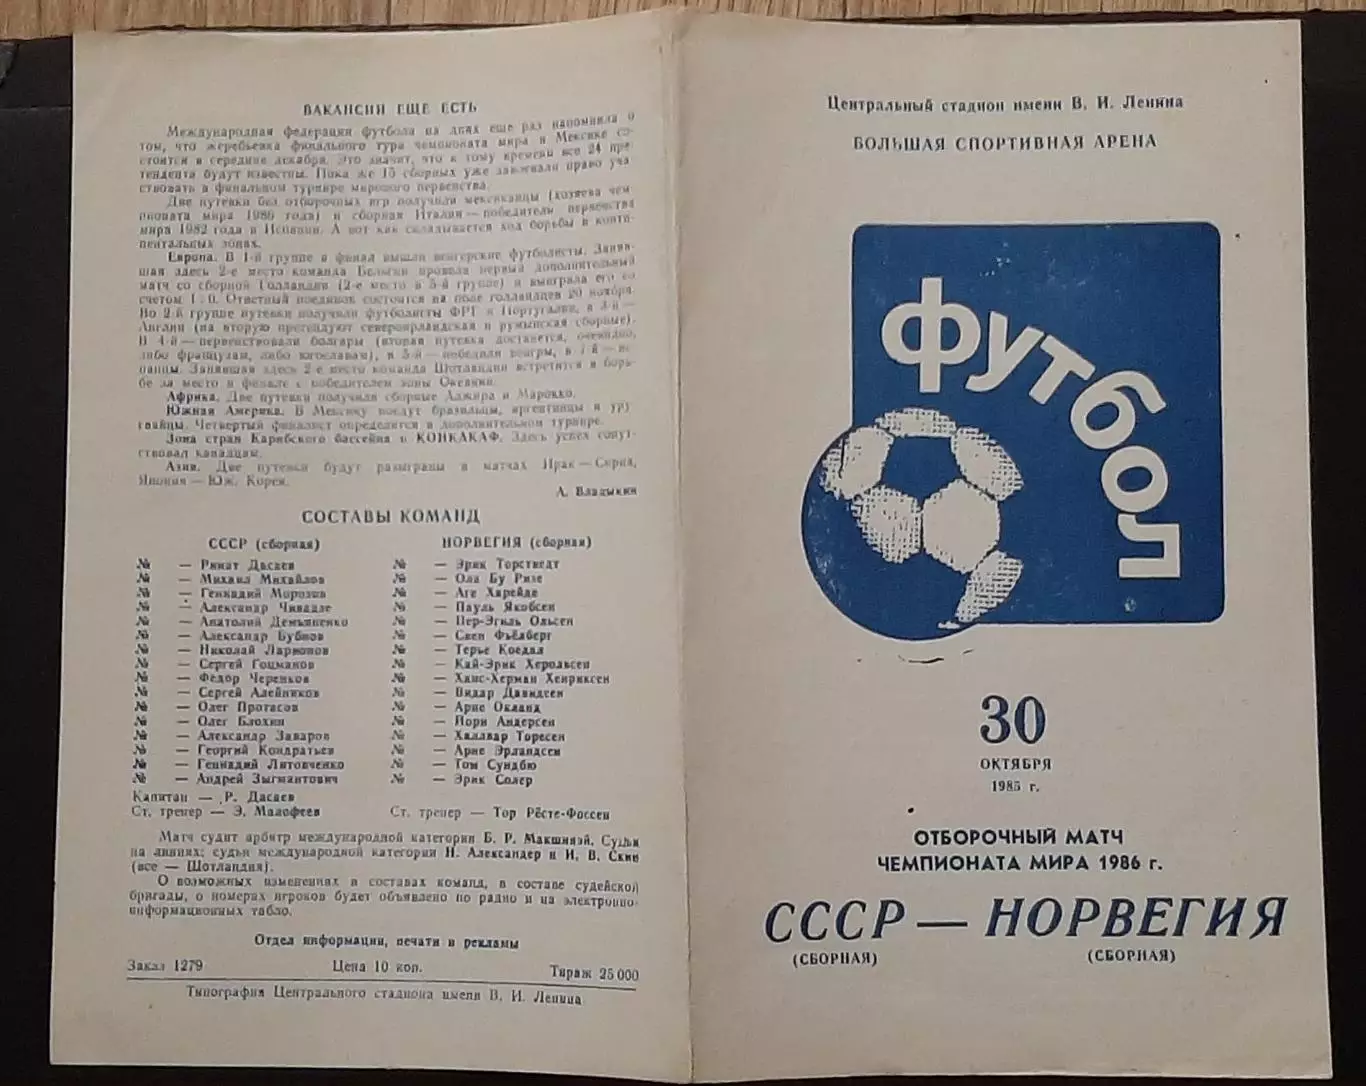 ВАКАНСИИ ЕЩЕ ЕСТЬ
Международная федерация футбола на днях еще раз напомнила о
том, что жеребьевка финального тура чемпионата мира в Мексике со-
стоится в середине декабря. Это значит, что к тому времени все 24 пре-
тендента будут известны. Пока же 15 сборных уже завоевали право уча
ствовать в финальном турнире мирового первенства.
Две путевки без отборочных игр получили мексиканцы (хозяева чем
пионата мира 1986 года) и сборная Италии — победители первенства
мира 1982 года в Испании. А вот как складывается ход борьбы в конти-
нентальных зонах.
Европа. В 1-й группе в финал вышли венгерские футболисты. Заняв-
шая здесь 2-е место команда Бельгии провела первый дополнительный
матч со сборной Голландии (2-е место в 5-й группе) и выиграла его со
счетом 1:0. Ответный поединок состоится на поле голландцев 20 ноября.
Во 2-й группе путевки получили футболисты ФРГ и Португалии, в 3-й —
Англии (на вторую претендуют североирландская и румынская сборные).
В 4-й — первенствовали болгары (вторая путевка достанется, очевидно,
либо французам, либо югославам), в 5-й — победили венгры, в 7-й — ис-
панцы. Занявшая здесь 2-е место команда Шотландии встретится в борь-
бе за место в финале с победителем зоны Океании.
Африка. Две путевки получили сборные Алжира и Марокко.
Южная Америка. В Мексику поедут бразильцы, аргентинцы и уру
гвайцы. Четвертый финалист определится в дополнительном турнире.
Зона стран Карибского бассейна и КОНКАКАФ. Здесь успех сопут-
ствовал канадцам.
Азия. Две путевки будут разыграны в матчах Ирак — Сирия,
Япония — Юж. Корея.
А. Владыкин
СОСТАВЫ КОМАНД
СССР (сборная)
№ — Ринат Дасаев
№ — Михаил Михайлов
№ — Геннадий Морозов
№ — Александр Чивадзе
№ — Анатолий Демьяненко
№ — Александр Бубнов
№ — Николай Ларионов
№ — Сергей Гоцманов
№ — Федор Черенков
№ — Сергей Алейников
№ — Олег Протасов
№ — Олег Блохин
№ — Александр Заваров
№ — Георгий Кондратьев
№ — Геннадий Литовченко
№ — Андрей Зыгмантович
Капитан — Р. Дасаев
Ст. тренер — Э. Малофеев
НОРВЕГИЯ (сборная)
№ — Эрик Торстведт
№ — Ола Бу Ризе
№ — Аге Харейде
№ — Пауль Якобсен
№ — Пер-Эгиль Ольсен
№ — Свен Фьёлберг
№ — Терье Коедал
№ — Кай-Эрик Херольсен
№ — Ханс-Херман Хенриксен
№ — Видар Давидсен
№ — Арне Окланд
№ — Йорн Андерсен
№ — Халлвар Торесен
№ — Арне Эрландсен
№ — Том Сундбю
№ — Эрик Солер
Ст. тренер — Тор Рёсте-Фоссен
Матч судит арбитр международной категории Б. Р. Макшинэй. Судьи
на линиях: судьи международной категории Н. Александер и И. В. Скин
(все — Шотландия).
О возможных изменениях в составах команд, в составе судейской
бригады, о номерах игроков будет объявлено по радио и на электронно-
информационных табло.
Отдел информации, печати и рекламы
Заказ 1279 Цена 10 коп. Тираж 25 000
Типография Центрального стадиона имени В. И. Ленина
Центральный стадион имени В. И. Ленина
БОЛЬШАЯ СПОРТИВНАЯ АРЕНА
футбол
30
ОКТЯБРЯ
1985 г.
ОТБОРОЧНЫЙ МАТЧ
ЧЕМПИОНАТА МИРА 1986 г.
СССР — НОРВЕГИЯ
(СБОРНАЯ) (СБОРНАЯ)